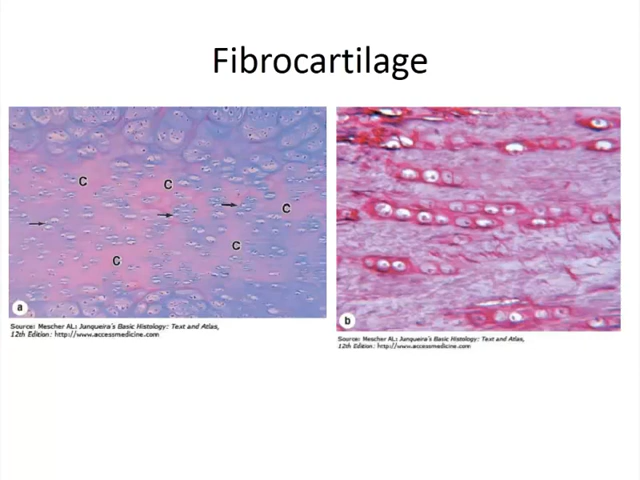 Fibrocartilage
C
C
C
C
C
a
b
Source: Mescher AL: Junqueira's Basic Histology: Text and Atlas,
12th Edition: http://www.accessmedicine.com
Source: Mescher AL: Junqueira's Basic Histology: Text and Atlas,
12th Edition: http://www.accessmedicine.com